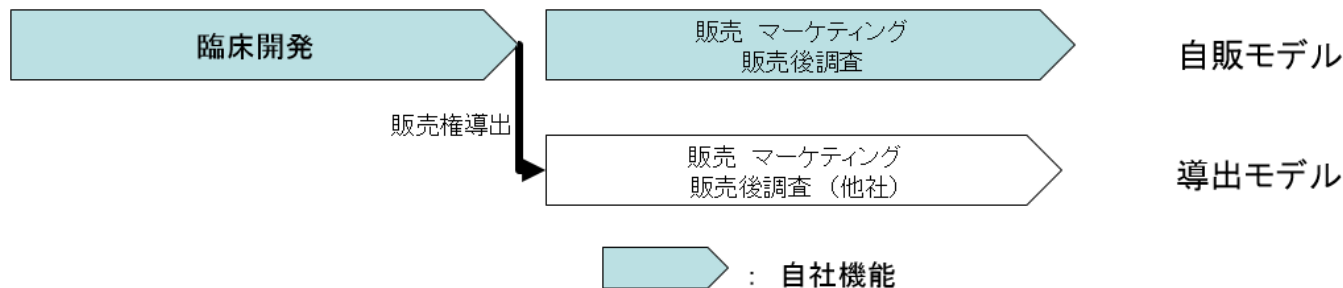 臨床開発
販売 マーケティング
販売後調査
自販モデル
販売権導出
販売 マーケティング
販売後調査 （他社）
導出モデル
： 自社機能